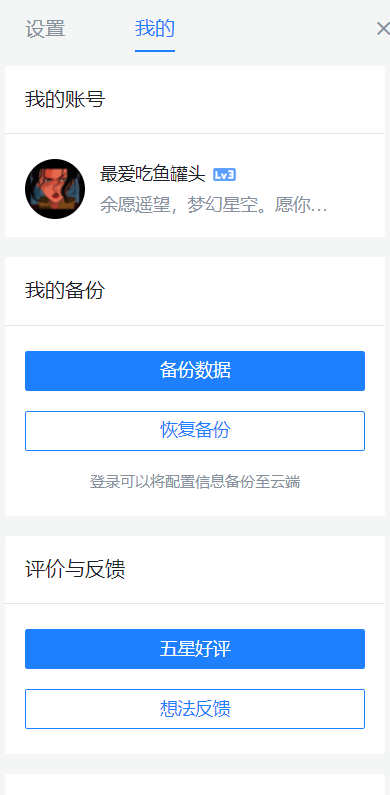 设置 我的
我的账号
最爱吃鱼罐头 Lv3
余愿遥望，梦幻星空。愿你...
我的备份
备份数据
恢复备份
登录可以将配置信息备份至云端
评价与反馈
五星好评
想法反馈